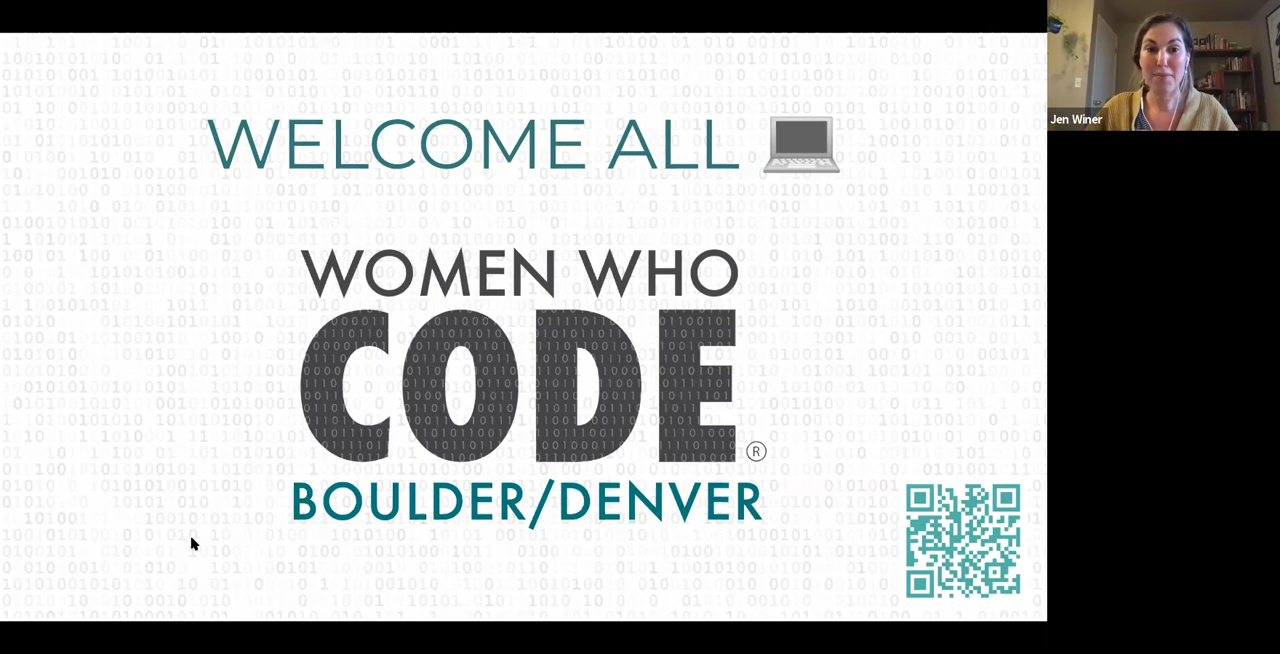 WELCOME ALL
WOMEN WHO
CODE
®
BOULDER/DENVER
Jen Winer